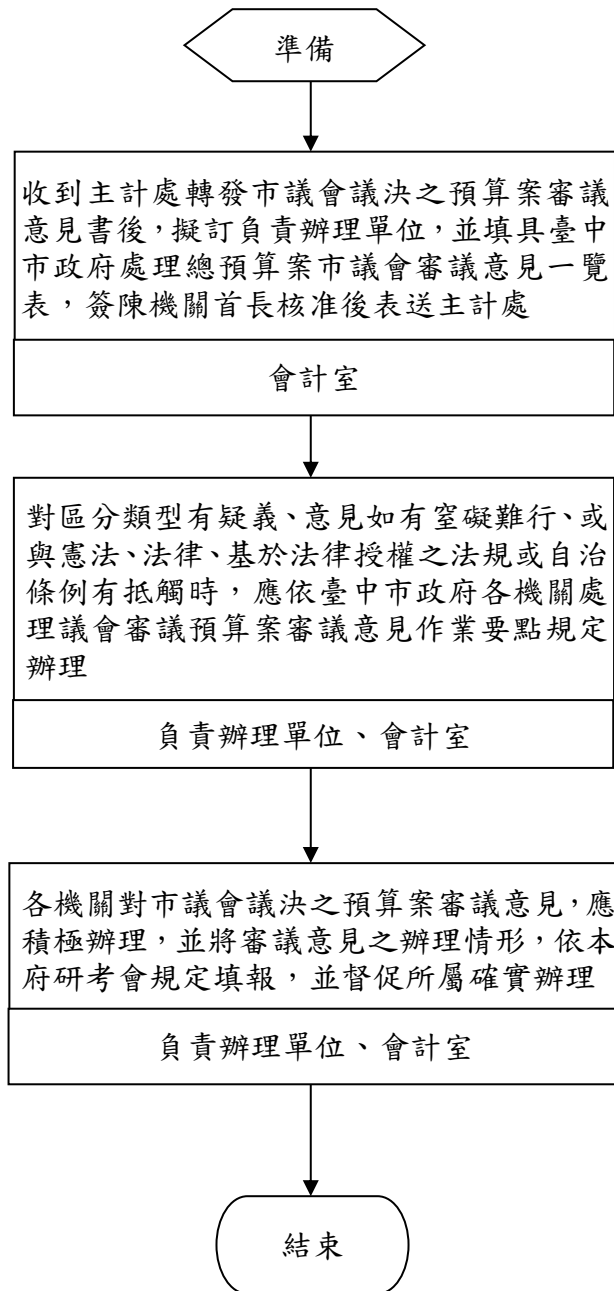 準備
收到主計處轉發市議會議決之預算案審議
意見書後，擬訂負責辦理單位，並填具臺中
市政府處理總預算案市議會審議意見一覽
表，簽陳機關首長核准後表送主計處
會計室
對區分類型有疑義、意見如有窒礙難行、或
與憲法、法律、基於法律授權之法規或自治
條例有抵觸時，應依臺中市政府各機關處
理議會審議預算案審議意見作業要點規定
辦理
負責辦理單位、會計室
各機關對市議會議決之預算案審議意見，應
積極辦理，並將審議意見之辦理情形，依本
府研考會規定填報，並督促所屬確實辦理
負責辦理單位、會計室
結束